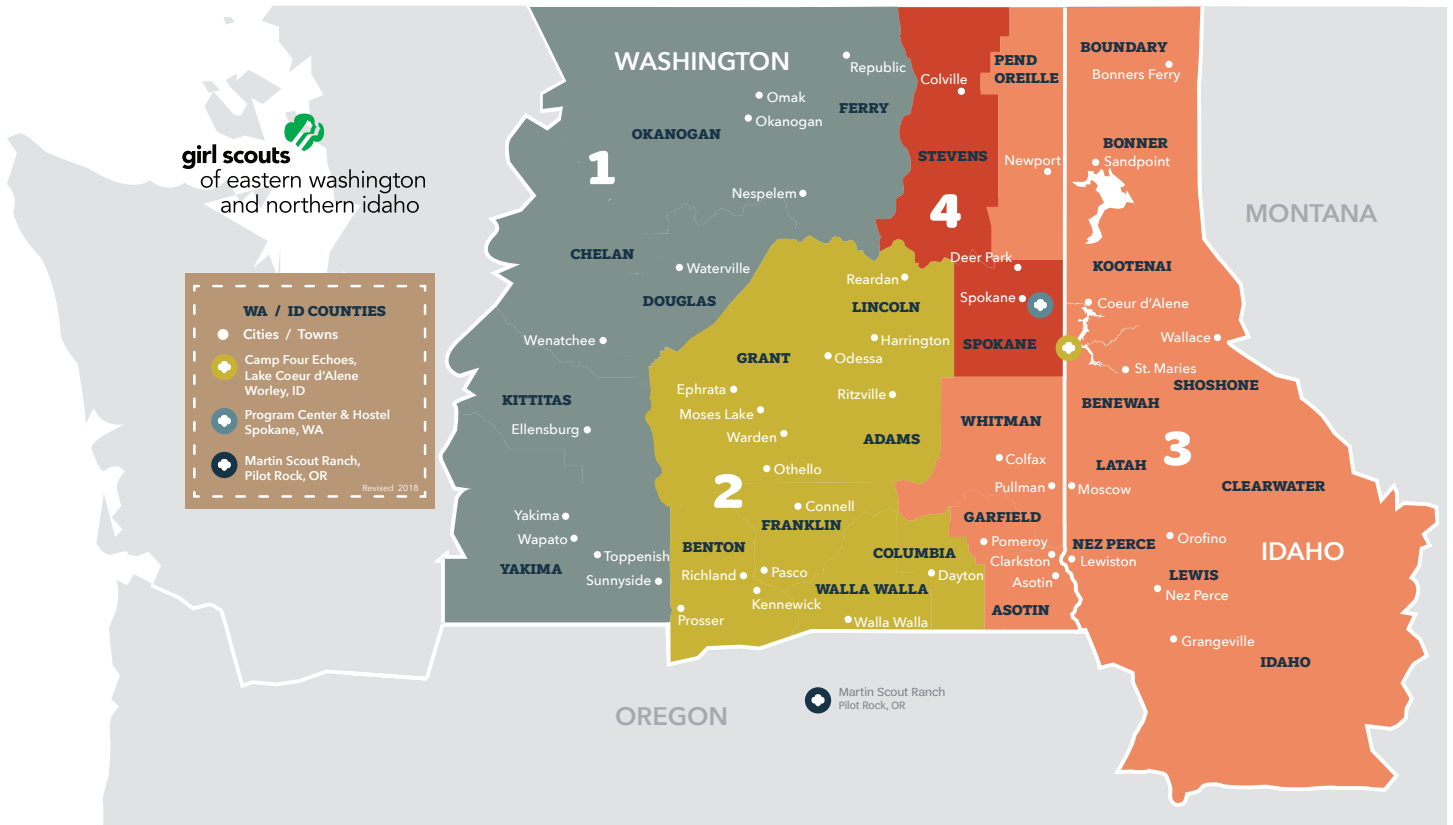 WASHINGTON
Republic
Colville
PEND
OREILLE
BOUNDARY
Bonners Ferry
Omak
Okanogan
FERRY
OKANOGAN
girl scouts
of eastern washington
and northern idaho
1
STEVENS
Newport
BONNER
Sandpoint
Nespelem
4
MONTANA
CHELAN
Waterville
DOUGLAS
Deer Park
Reardan
KOOTENAI
LINCOLN
Spokane
Coeur d'Alene
Wenatchee
Harrington
SPOKANE
Wallace
GRANT
Odessa
St. Maries
SHOSHONE
Ephrata
Ritzville
BENEWAH
KITTITAS
Moses Lake
WHITMAN
Ellensburg
Warden
ADAMS
3
Colfax
LATAH
Othello
CLEARWATER
2
Pullman
Moscow
Connell
Yakima
FRANKLIN
GARFIELD
Wapato
BENTON
Pomeroy
NEZ PERCE
Orofino
IDAHO
Toppenish
COLUMBIA
Clarkston
Lewiston
YAKIMA
Sunnyside
Richland
Pasco
Dayton
Asotin
LEWIS
WALLA WALLA
Nez Perce
Kennewick
ASOTIN
Prosser
Walla Walla
Grangeville
IDAHO
Martin Scout Ranch
Pilot Rock, OR
OREGON
WA / ID COUNTIES
Cities / Towns
Camp Four Echoes,
Lake Coeur d'Alene
Worley, ID
Program Center & Hostel
Spokane, WA
Martin Scout Ranch,
Pilot Rock, OR
Revised 2018